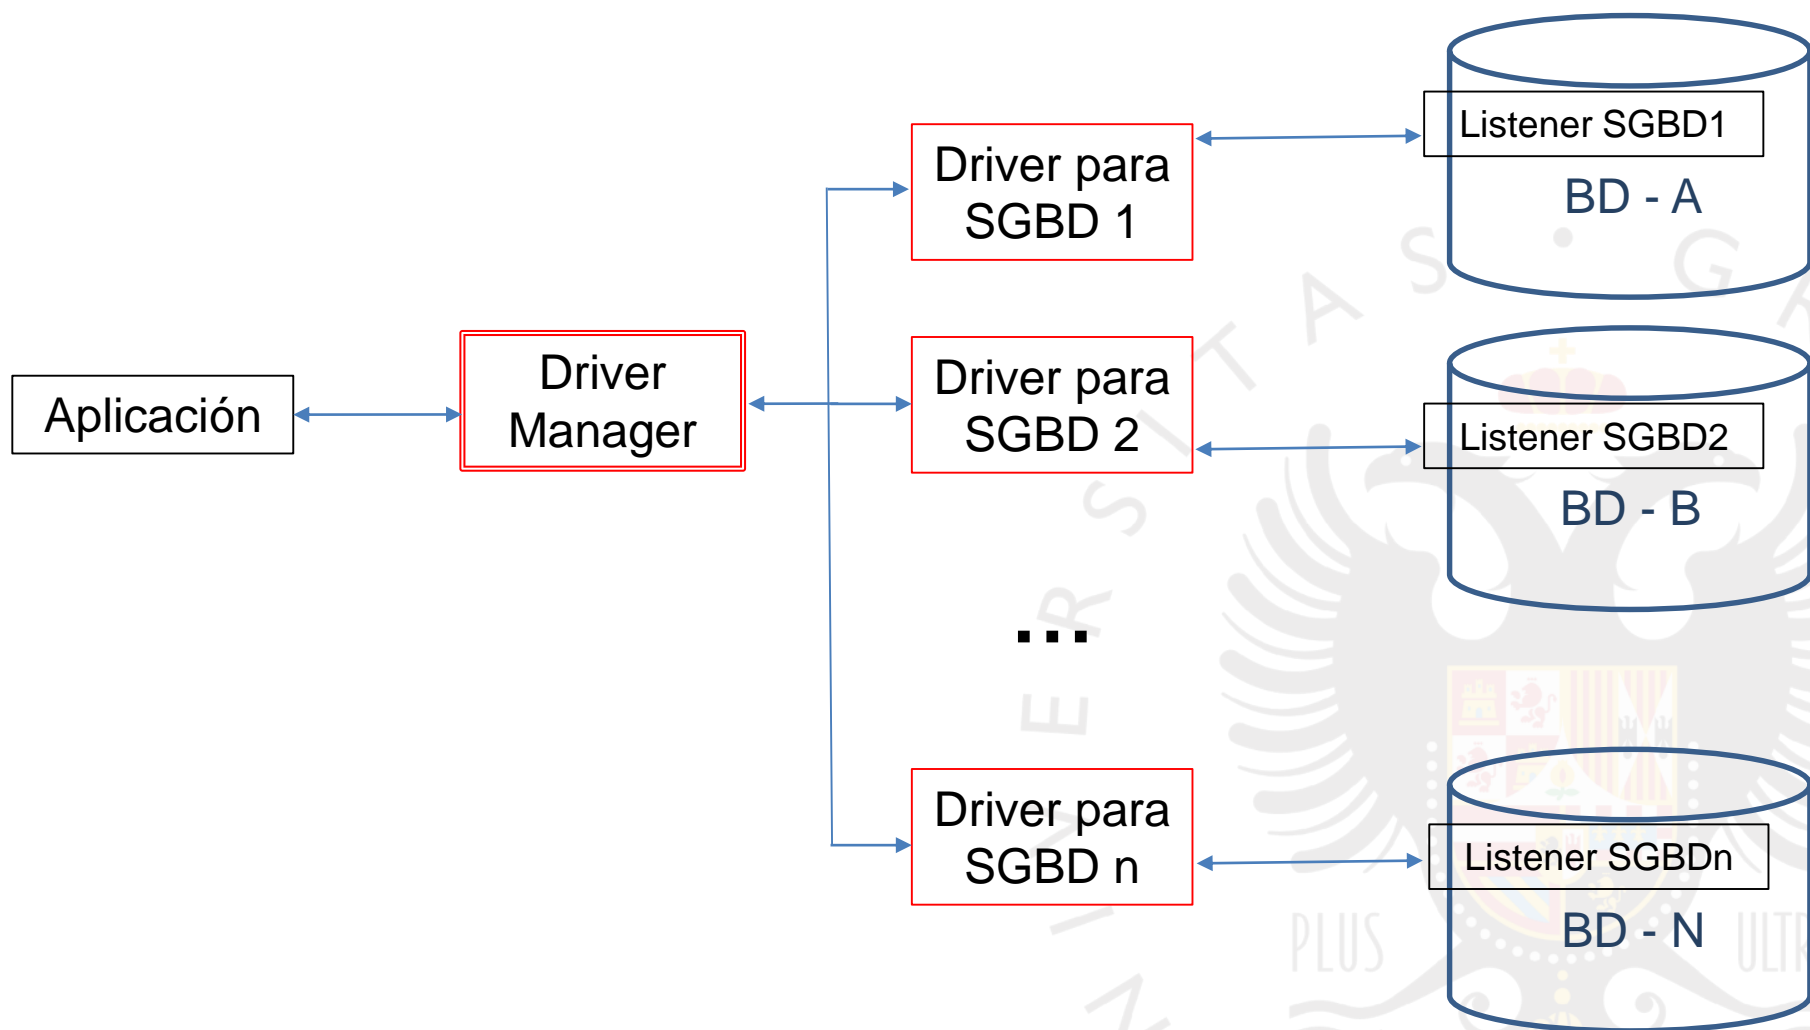 Aplicación
Driver
Manager
Driver para
SGBD 1
Driver para
SGBD 2
...
Driver para
SGBD n
Listener SGBD1
BD - A
Listener SGBD2
BD - B
Listener SGBDn
BD - N
PLUS